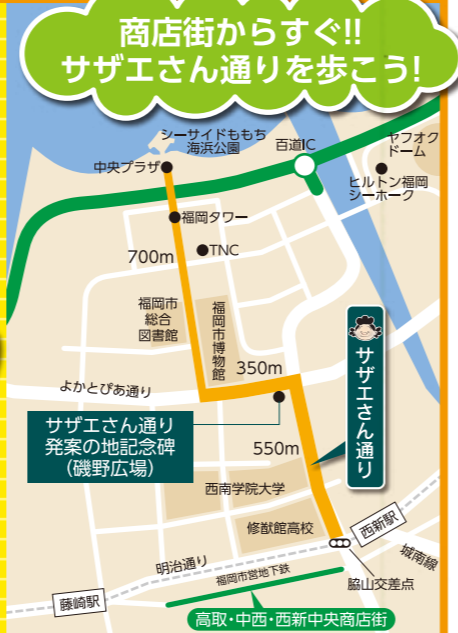 商店街からすぐ!!
サザエさん通りを歩こう!
シーサイドももち
海浜公園
百道IC
ヤフオク
ドーム
中央プラザ
ヒルトン福岡
シーホーク
福岡タワー
TNC
700m
福岡市
総合
図書館
福岡市博物館
350m
サザエさん通り
よかとぴあ通り
サザエさん通り
発案の地記念碑
(磯野広場)
550m
西南学院大学
修猷館高校
西新駅
明治通り
城南線
福岡市営地下鉄
脇山交差点
藤崎駅
高取・中西・西新中央商店街